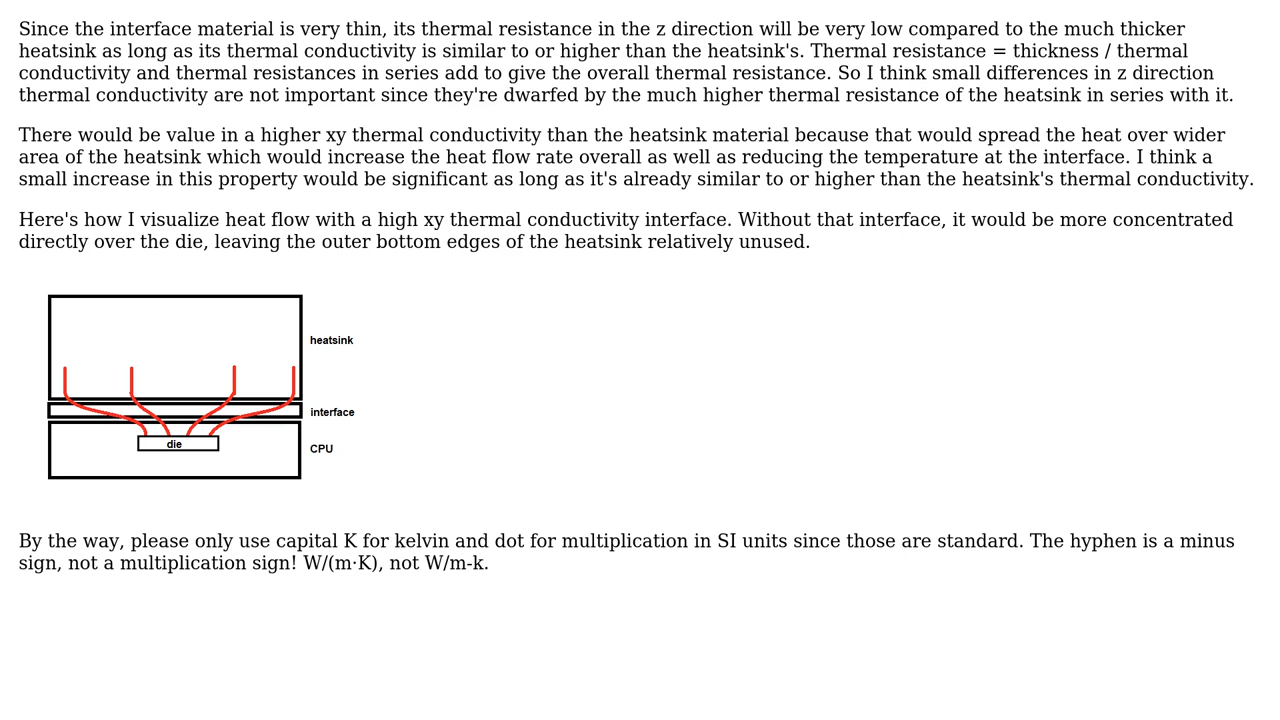 Since the interface material is very thin, its thermal resistance in the z direction will be very low compared to the much thicker
heatsink as long as its thermal conductivity is similar to or higher than the heatsink's. Thermal resistance = thickness / thermal
conductivity and thermal resistances in series add to give the overall thermal resistance. So I think small differences in z direction
thermal conductivity are not important since they're dwarfed by the much higher thermal resistance of the heatsink in series with it.
There would be value in a higher xy thermal conductivity than the heatsink material because that would spread the heat over wider
area of the heatsink which would increase the heat flow rate overall as well as reducing the temperature at the interface. I think a
small increase in this property would be significant as long as it's already similar to or higher than the heatsink's thermal conductivity.
Here's how I visualize heat flow with a high xy thermal conductivity interface. Without that interface, it would be more concentrated
directly over the die, leaving the outer bottom edges of the heatsink relatively unused.
heatsink
interface
die
CPU
By the way, please only use capital K for kelvin and dot for multiplication in SI units since those are standard. The hyphen is a minus
sign, not a multiplication sign! W/(m·K), not W/m-k.